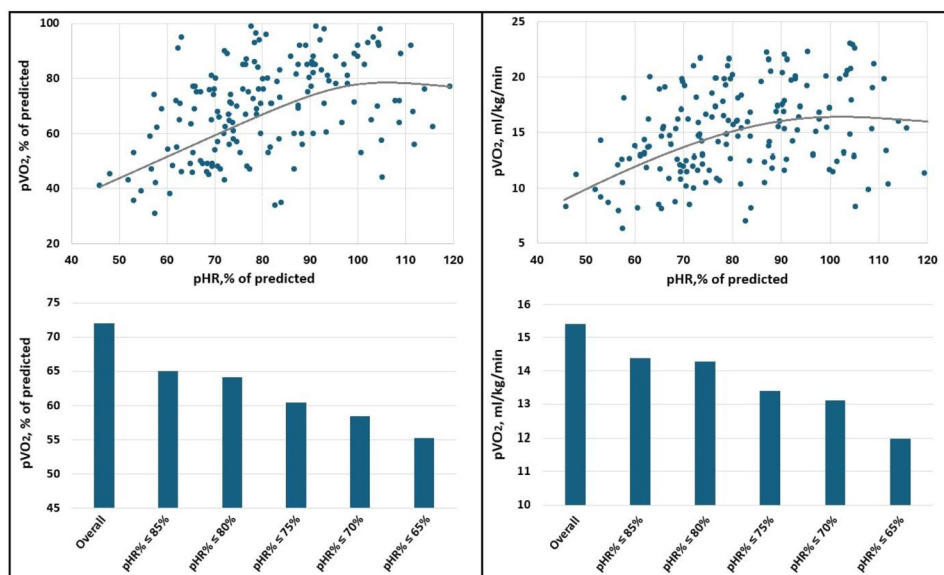 pVO2, % of predicted
100
80
60
40
20
40 50 60 70 80 90 100 110 120
pHR,% of predicted
pVO2, ml/kg/min
25
20
15
10
5
40 50 60 70 80 90 100 110 120
pHR,% of predicted
pVO2, % of predicted
75
70
65
60
55
50
45
Overall
pHR% ≤ 85%
pHR% ≤ 80%
pHR% ≤ 75%
pHR% ≤ 70%
pHR% ≤ 65%
pVO2, ml/kg/min
16
15
14
13
12
11
10
Overall
pHR% ≤ 85%
pHR% ≤ 80%
pHR% ≤ 75%
pHR% ≤ 70%
pHR% ≤ 65%